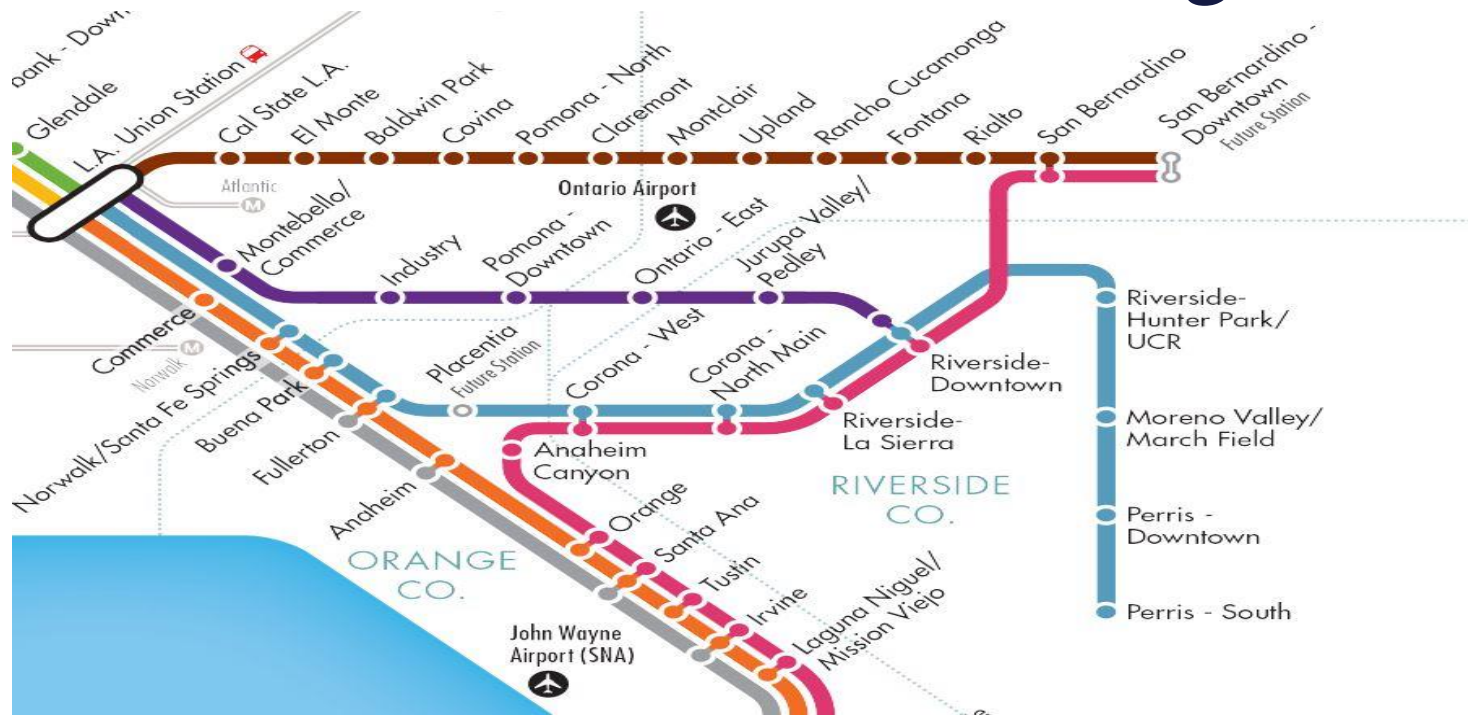 Glendale
L.A. Union Station
Cal State L.A.
El Monte
Baldwin Park
Covina
Pomona - North
Claremont
Montclair
Upland
Rancho Cucamonga
Fontana
Rialto
San Bernardino
San Bernardino -
Downtown
Future Station
Atlantic
M
Ontario Airport
Montebello/
Commerce
Industry
Pomona -
Downtown
Ontario - East
Jurupa Valley/
Pedley
Commerce
M
Norwalk
Norwalk/Santa Fe Springs
Buena Park
Fullerton
Anaheim
Placentia
Future Station
Corona - West
Corona -
North Main
Riverside-
Downtown
Riverside-
La Sierra
Riverside-
Hunter Park/
UCR
Moreno Valley/
March Field
Perris -
Downtown
Perris - South
Anaheim
Canyon
RIVERSIDE
CO.
ORANGE
CO.
Orange
Santa Ana
Tustin
Irvine
Laguna Niguel/
Mission Viejo
John Wayne
Airport (SNA)